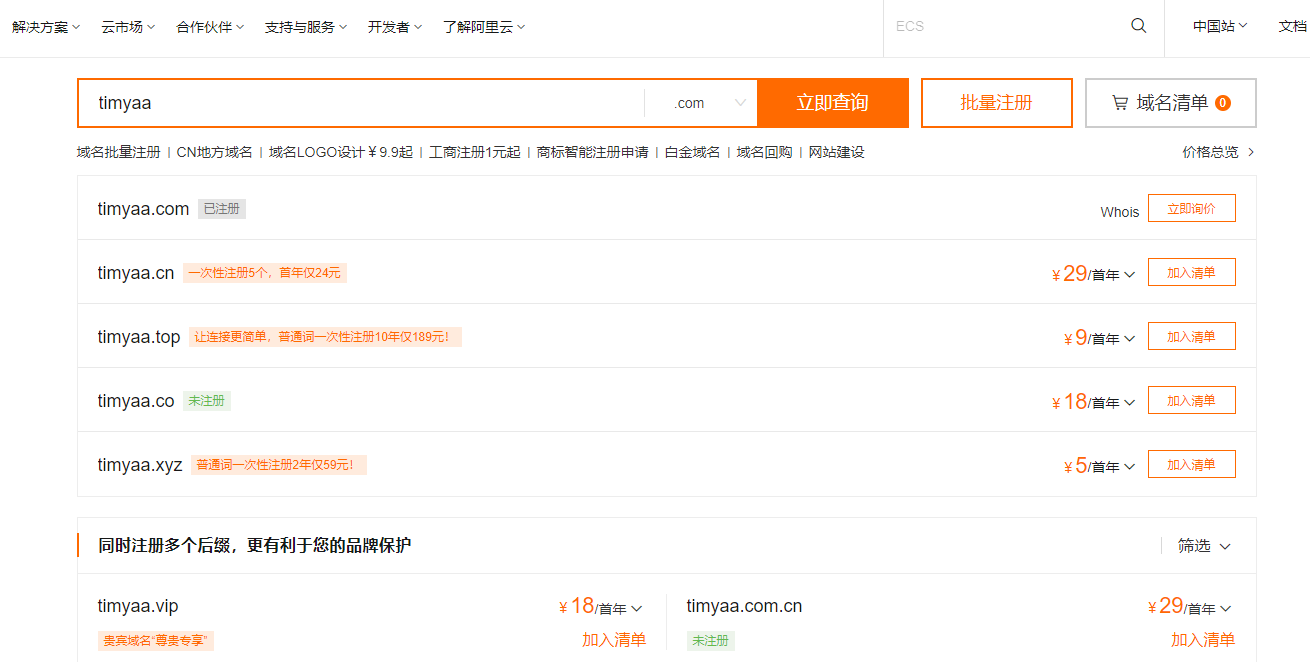 解决方案 云市场 合作伙伴 支持与服务 开发者 了解阿里云 ECS 中国站 文档
timyaa .com 立即查询 批量注册 域名清单 0
域名批量注册 | CN地方域名 | 域名LOGO设计￥9.9起 | 工商注册1元起 | 商标智能注册申请 | 白金域名 | 域名回购 | 网站建设 价格总览
timyaa.com 已注册 Whois 立即询价
timyaa.cn 一次性注册5个，首年仅24元 ￥29/首年 加入清单
timyaa.top 让连接更简单，普通词一次性注册10年仅189元！ ￥9/首年 加入清单
timyaa.co 未注册 ￥18/首年 加入清单
timyaa.xyz 普通词一次性注册2年仅59元！ ￥5/首年 加入清单
同时注册多个后缀，更有利于您的品牌保护 筛选
timyaa.vip ￥18/首年 timyaa.com.cn ￥29/首年
贵宾域名“尊贵专享” 加入清单 未注册 加入清单